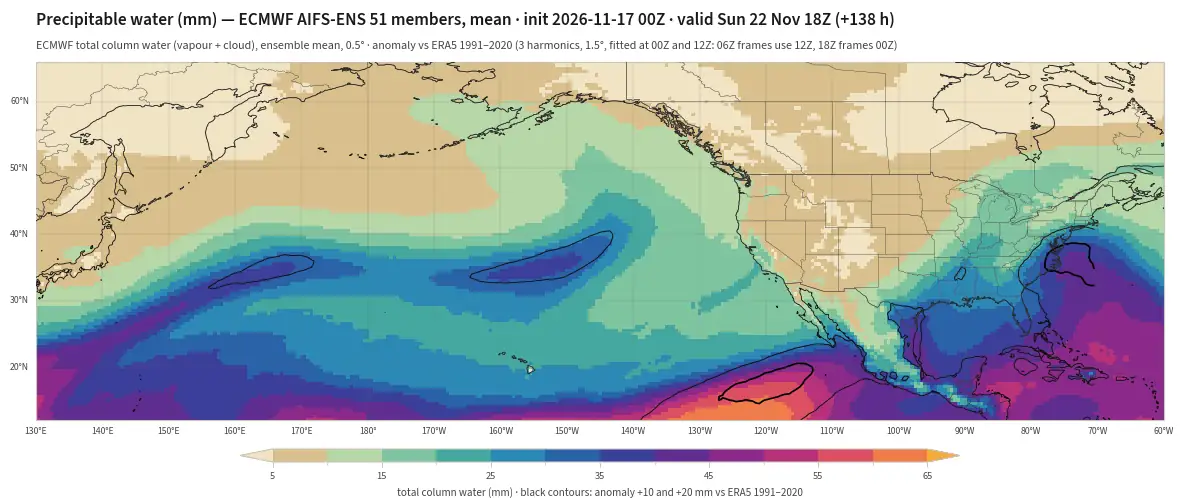 Precipitable water (mm) — ECMWF AIFS-ENS 51 members, mean · init 2026-11-17 00Z · valid Sun 22 Nov 18Z (+138 h)
ECMWF total column water (vapour + cloud), ensemble mean, 0.5° · anomaly vs ERA5 1991–2020 (3 harmonics, 1.5°, fitted at 00Z and 12Z: 06Z frames use 12Z, 18Z frames 00Z)
60°N
50°N
40°N
30°N
20°N
130°E 140°E 150°E 160°E 170°E 180° 170°W 160°W 150°W 140°W 130°W 120°W 110°W 100°W 90°W 80°W 70°W 60°W
5 15 25 35 45 55 65
total column water (mm) · black contours: anomaly +10 and +20 mm vs ERA5 1991–2020